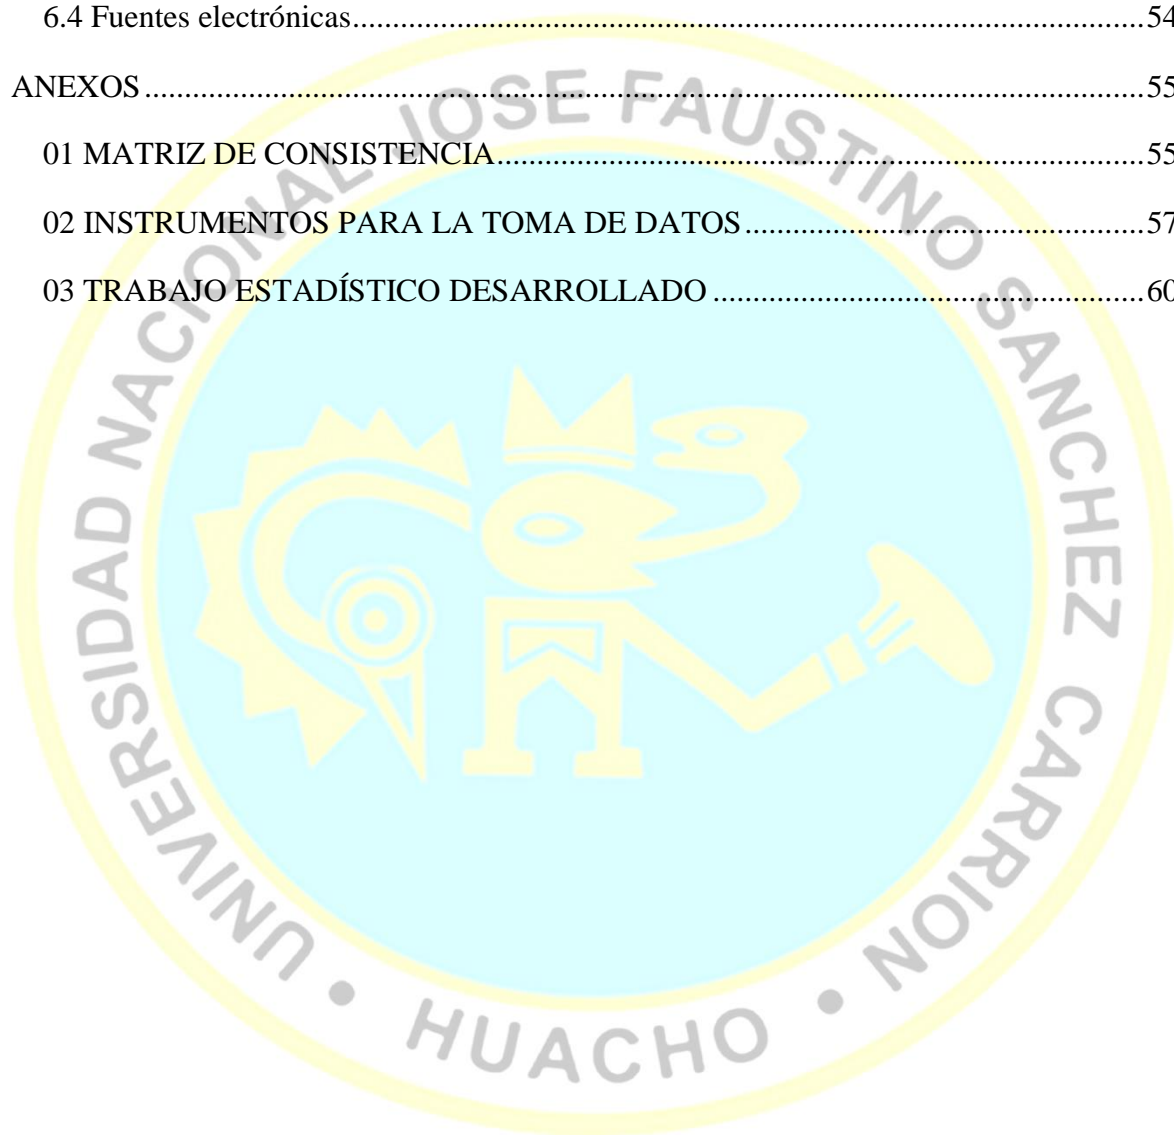 6.4 Fuentes electrónicas............54
ANEXOS............55
01 MATRIZ DE CONSISTENCIA............55
02 INSTRUMENTOS PARA LA TOMA DE DATOS............57
03 TRABAJO ESTADÍSTICO DESARROLLADO............60
UNIVERSIDAD NACIONAL JOSE FAUSTINO SANCHEZ CARRION • HUACHO •